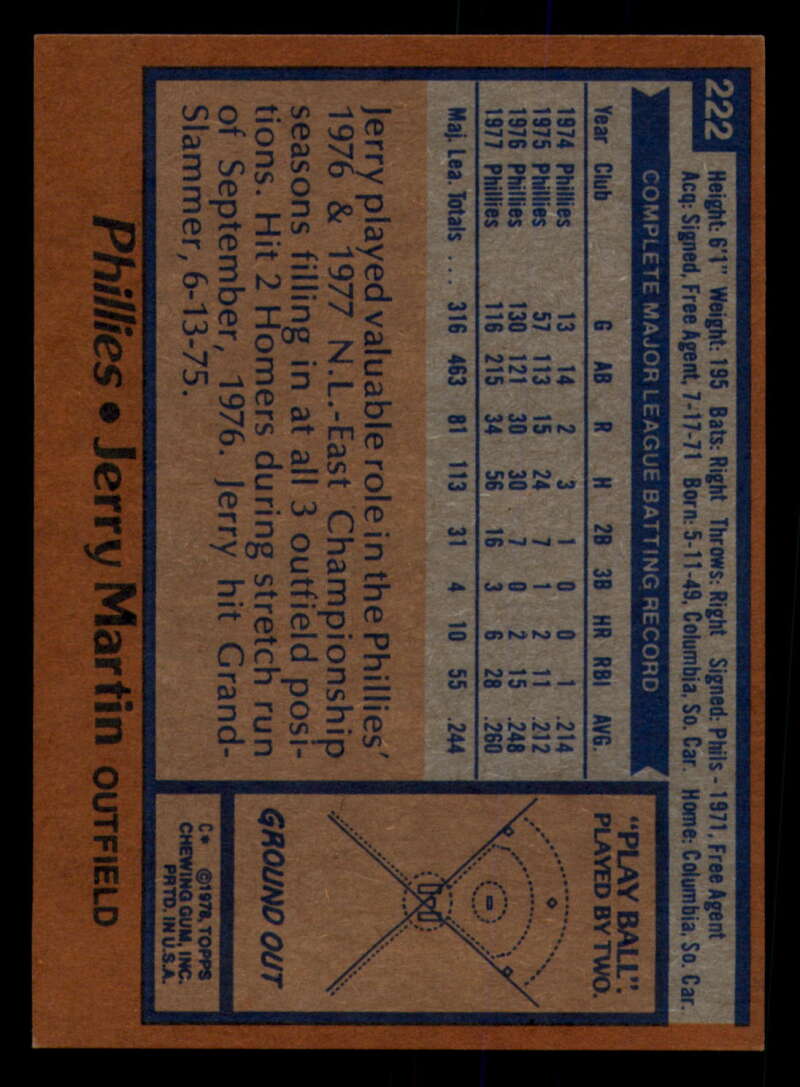 222
Height: 6'1" Weight: 195 Bats: Right Throws: Right Signed: Phils - 1971, Free Agent
Acq: Signed, Free Agent, 7-17-71 Born: 5-11-49, Columbia, So. Car. Home: Columbia, So. Car.
COMPLETE MAJOR LEAGUE BATTING RECORD
Year Club G AB R H 2B 3B HR RBI AVG.
1974 Phillies 13 14 2 3 1 0 0 1 .214
1975 Phillies 57 113 15 24 7 1 2 11 .212
1976 Phillies 130 121 30 30 7 0 2 15 .248
1977 Phillies 116 215 34 56 16 3 6 28 .260
Maj. Lea. Totals ... 316 463 81 113 31 4 10 55 .244
Jerry played valuable role in the Phillies'
1976 & 1977 N.L.-East Championship
seasons filling in at all 3 outfield posi-
tions. Hit 2 Homers during stretch run
of September, 1976. Jerry hit Grand-
Slammer, 6-13-75.
"PLAY BALL":
PLAYED BY TWO.
GROUND OUT
C* ©1978, TOPPS
CHEWING GUM, INC.
PRTD. IN U.S.A.
Phillies • Jerry Martin OUTFIELD